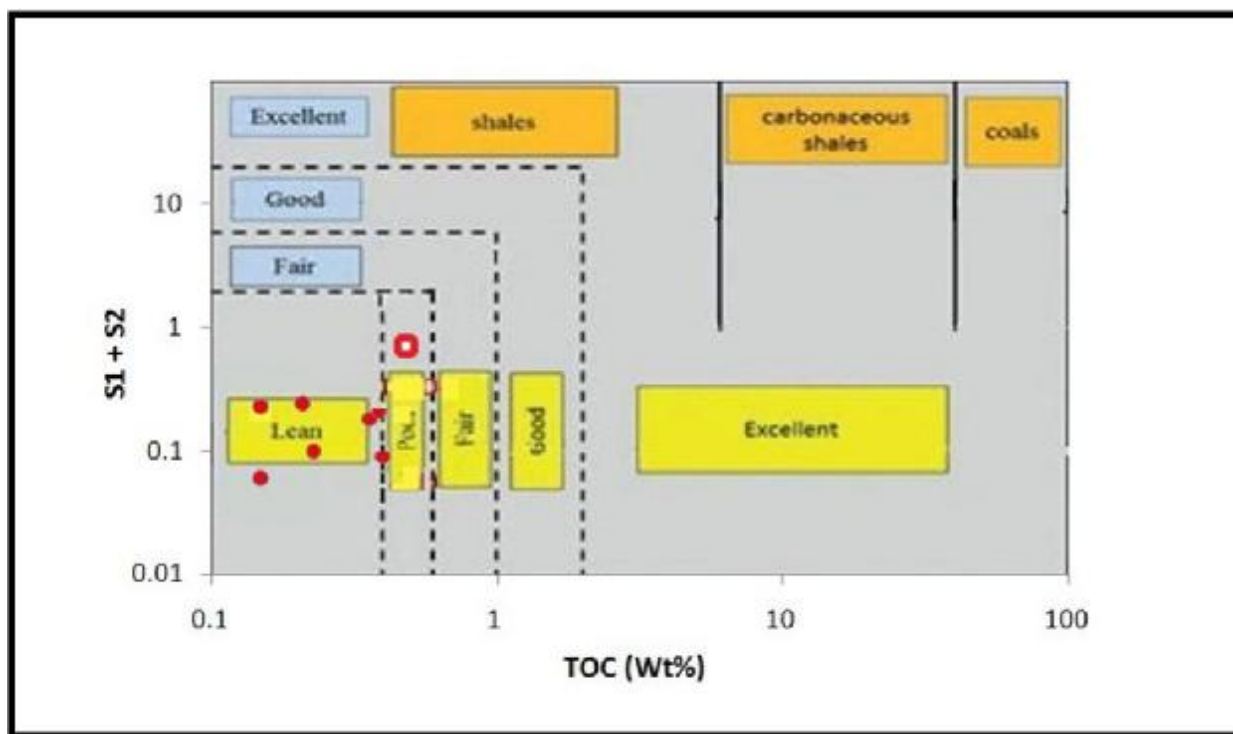 Excellent
shales
carbonaceous
shales
coals
Good
10
Fair
1
S1 + S2
Lean
Fair
Good
Excellent
0.1
0.01
0.1
1
10
100
TOC (Wt%)